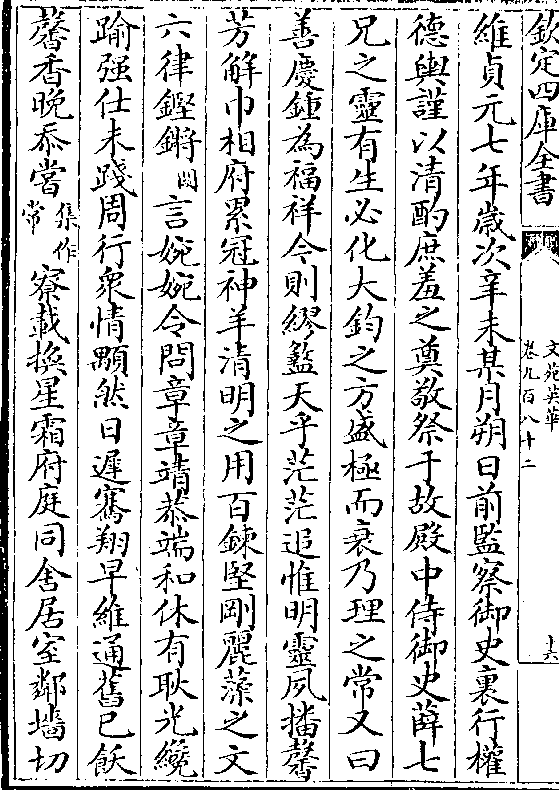 欽定四庫全書
文苑英華
卷九百八十二
十六
維貞元七年歲次辛未某月朔日前監察御史裏行權
德輿謹以清酌庶羞之奠敬祭于故殿中侍御史薛七
兄之靈有生必化大鈞之方盛極而衰乃理之常又曰
善慶鍾為福祥今則繆盭天乎茫茫追惟明靈夙播馨
芳解巾相府累冠神羊清明之用百鍊堅剛麗藻之文
六律鏗鏘閎言婉婉令問章章靖恭端和休有耿光纔
踰强仕未踐周行衆情顒然日遲騫翔早維通舊已飫
馨香晚忝嘗集作常寮載換星霜府庭同舍居室鄰墻切